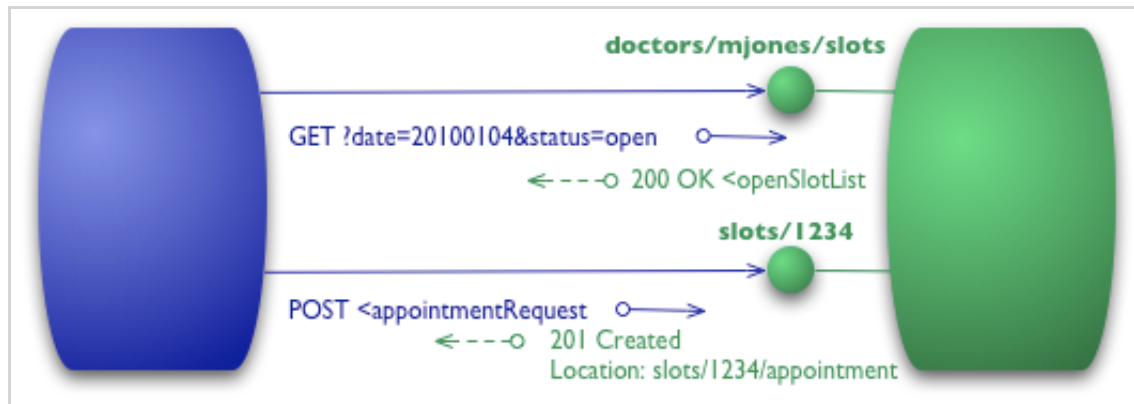 doctors/mjones/slots
GET ?date=20100104&status=open
200 OK <openSlotList
slots/1234
POST <appointmentRequest
201 Created
Location: slots/1234/appointment